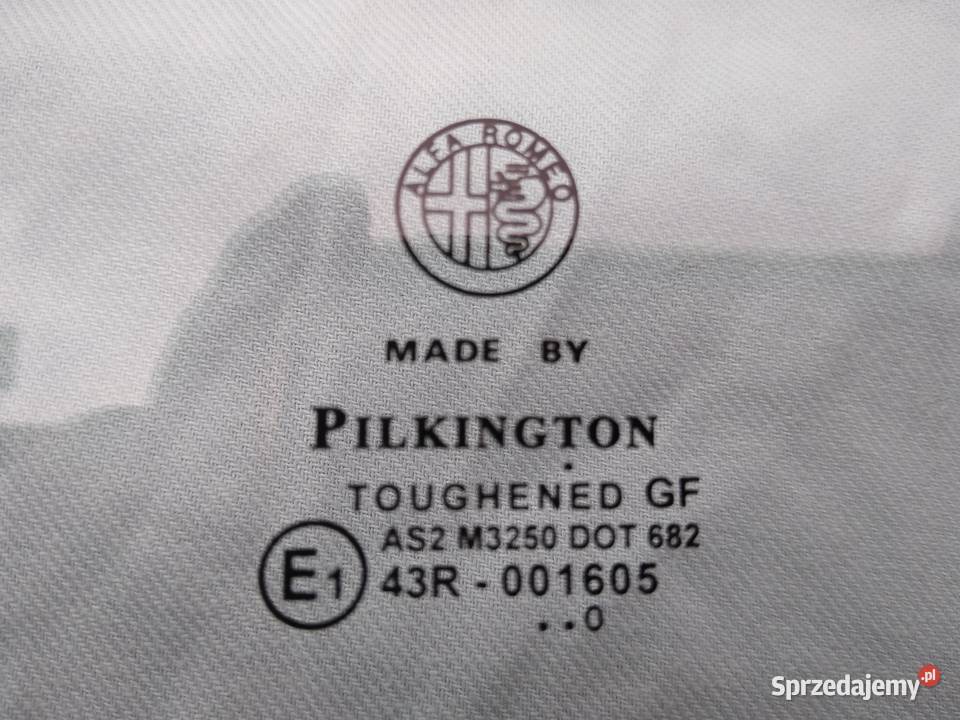 ALFA ROMEO
MADE BY
PILKINGTON
.
TOUGHENED GF
AS2 M3250 DOT 682
E1 43R - 001605
..0
Sprzedajemy.pl